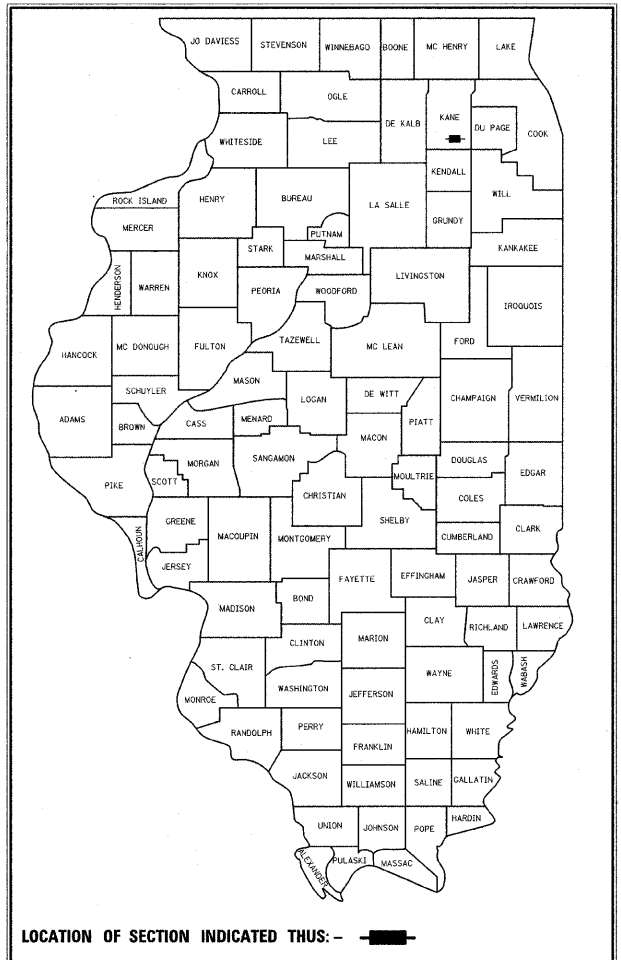 JO DAVIESS STEVENSON WINNEBAGO BOONE MC HENRY LAKE
CARROLL OGLE DE KALB KANE DU PAGE COOK
WHITESIDE LEE
KENDALL
ROCK ISLAND HENRY BUREAU LA SALLE WILL
MERCER PUTNAM GRUNDY
STARK MARSHALL KANKAKEE
HENDERSON WARREN KNOX PEORIA WOODFORD LIVINGSTON IROQUOIS
HANCOCK MC DONOUGH FULTON TAZEWELL MC LEAN FORD
SCHUYLER MASON LOGAN DE WITT CHAMPAIGN VERMILION
ADAMS BROWN CASS MENARD MACON PIATT
PIKE SCOTT MORGAN SANGAMON CHRISTIAN MOULTRIE DOUGLAS EDGAR
COLES
CALHOUN GREENE MACOUPIN MONTGOMERY SHELBY CUMBERLAND CLARK
JERSEY
MADISON BOND FAYETTE EFFINGHAM JASPER CRAWFORD
CLINTON MARION CLAY RICHLAND LAWRENCE
ST. CLAIR WASHINGTON JEFFERSON WAYNE EDWARDS WABASH
MONROE
RANDOLPH PERRY FRANKLIN HAMILTON WHITE
JACKSON WILLIAMSON SALINE GALLATIN
UNION JOHNSON POPE HARDIN
ALEXANDER PULASKI MASSAC
LOCATION OF SECTION INDICATED THUS: –